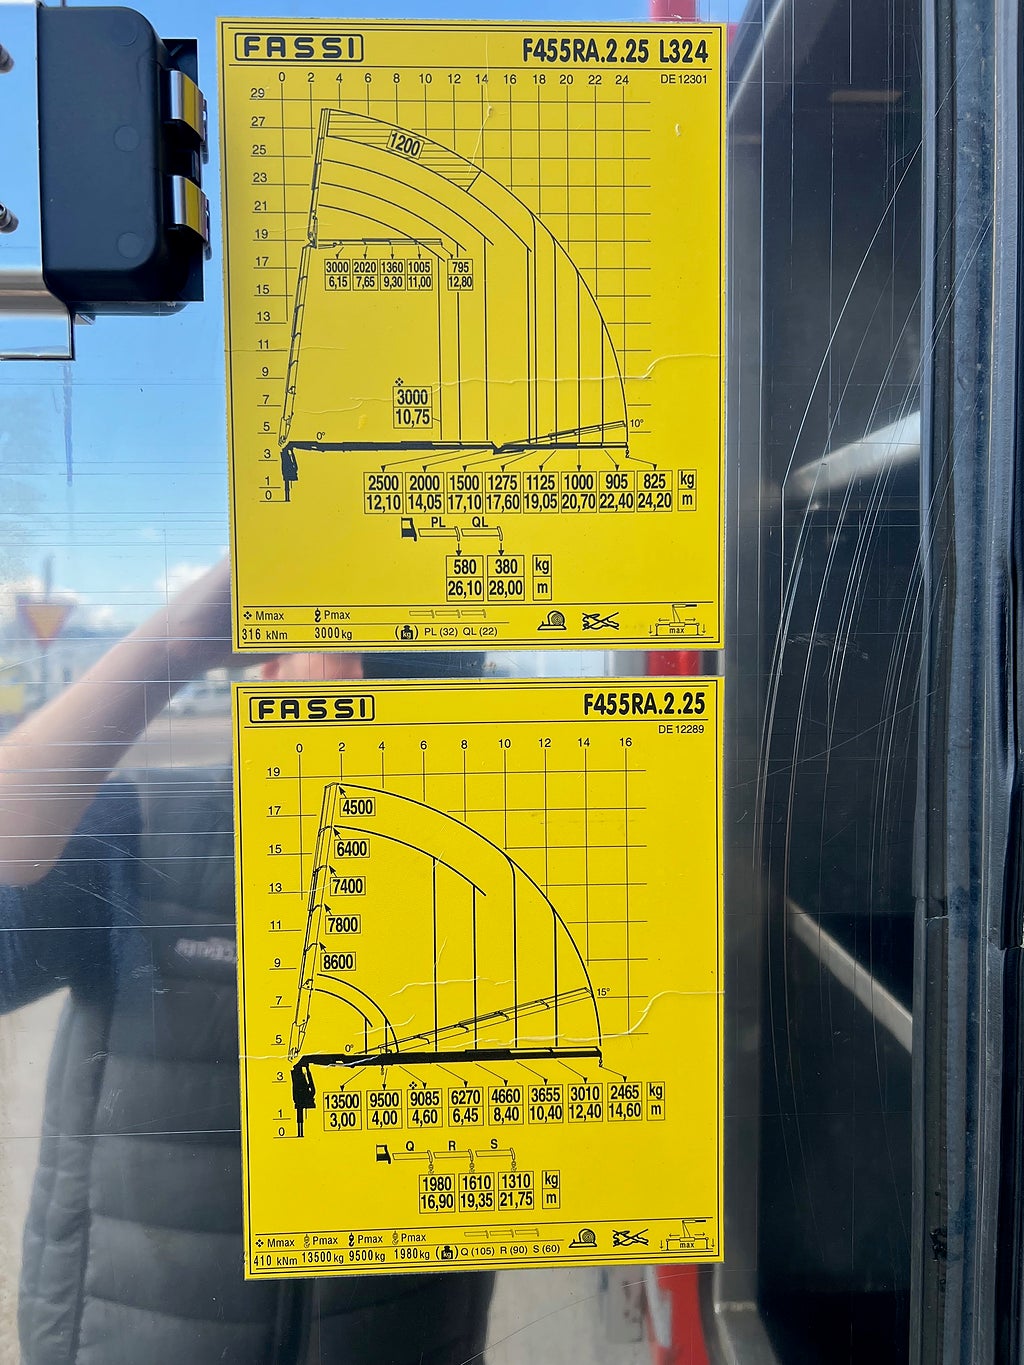 FASSI F455RA.2.25 L324
DE 12301
0 2 4 6 8 10 12 14 16 18 20 22 24
29
27
1200
25
23
21
19
3000 2020 1360 1005 795
6,15 7,65 9,30 11,00 12,80
17
15
13
11
9
3000
10,75
7
5
0°
10°
3
1
0
2500 2000 1500 1275 1125 1000 905 825 kg
12,10 14,05 17,10 17,60 19,05 20,70 22,40 24,20 m
PL QL
580 380 kg
26,10 28,00 m
Mmax Pmax
316 kNm 3000kg (kg) PL (32) QL (22) max
FASSI F455RA.2.25
DE 12289
0 2 4 6 8 10 12 14 16
19
4500
17
6400
15
7400
13
7800
11
8600
9
7
15°
5
0°
3
1
0
13500 9500 9085 6270 4660 3655 3010 2465 kg
3,00 4,00 4,60 6,45 8,40 10,40 12,40 14,60 m
Q R S
1980 1610 1310 kg
16,90 19,35 21,75 m
Mmax Pmax Pmax Pmax
410 kNm 13500kg 9500kg 1980kg (kg) Q (105) R (90) S (60) max